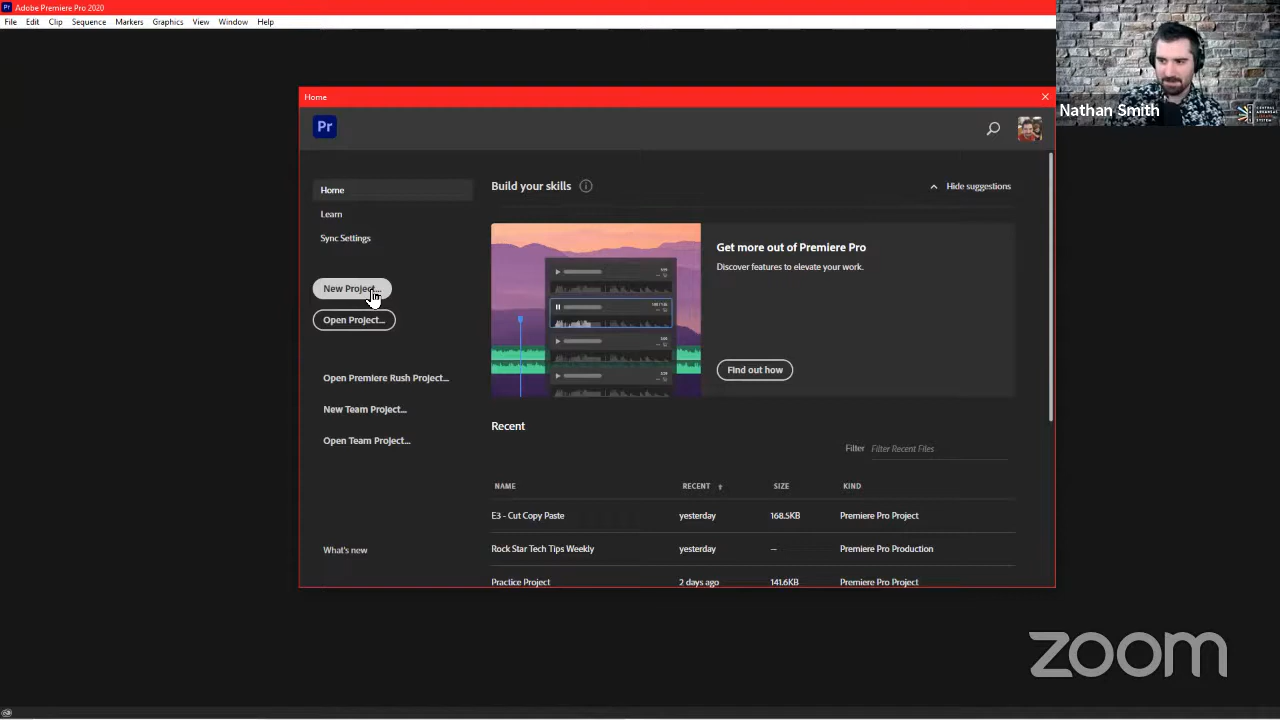 Pr Adobe Premiere Pro 2020
File Edit Clip Sequence Markers Graphics View Window Help
Nathan Smith
Home
Pr
Home
Learn
Sync Settings
New Project...
Open Project...
Open Premiere Rush Project...
New Team Project...
Open Team Project...
What's new
Build your skills
Hide suggestions
Get more out of Premiere Pro
Discover features to elevate your work.
Find out how
Recent
Filter Filter Recent Files
NAME RECENT SIZE KIND
E3 - Cut Copy Paste yesterday 168.5KB Premiere Pro Project
Rock Star Tech Tips Weekly yesterday -- Premiere Pro Production
Practice Project 2 days ago 141.6KB Premiere Pro Project
zoom